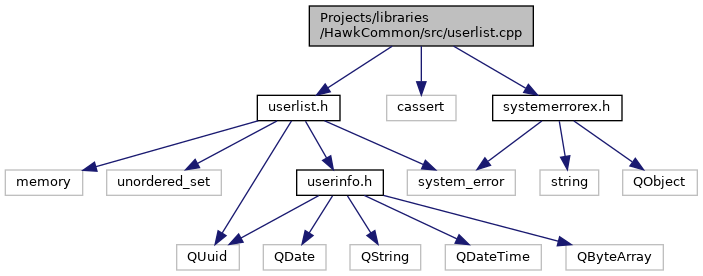 Projects/libraries
/HawkCommon/src/userlist.cpp
userlist.h
cassert
systemerrorex.h
memory
unordered_set
userinfo.h
system_error
string
QObject
QUuid
QDate
QString
QDateTime
QByteArray